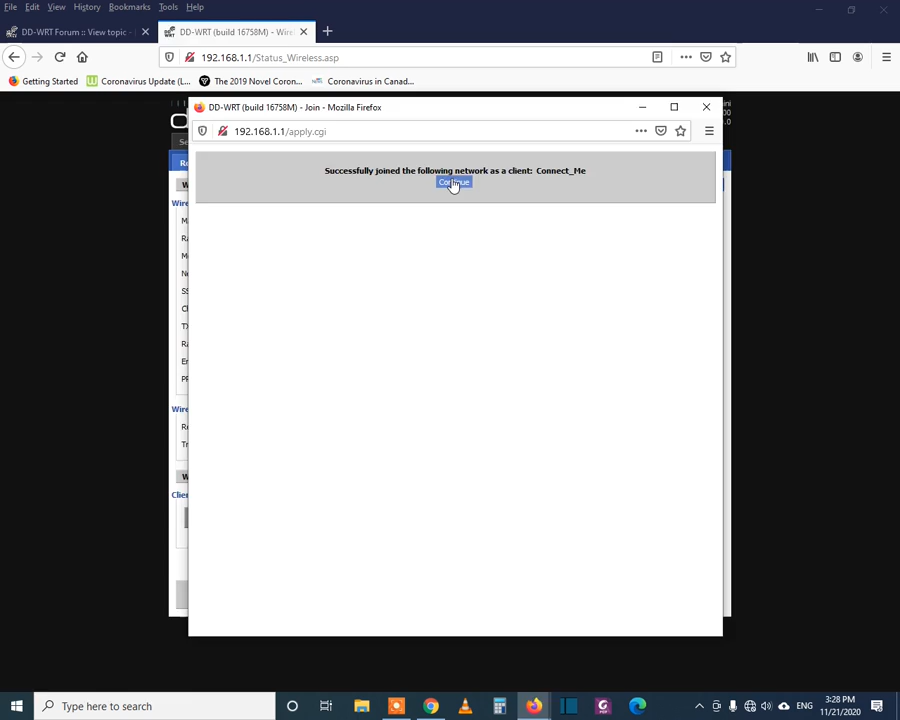 File Edit View History Bookmarks Tools Help
DD-WRT Forum :: View topic -
DD-WRT (build 16758M) - Wire
192.168.1.1/Status_Wireless.asp
Getting Started
Coronavirus Update (L...
The 2019 Novel Coron...
Coronavirus in Canad...
DD-WRT (build 16758M) - Join - Mozilla Firefox
192.168.1.1/apply.cgi
Successfully joined the following network as a client: Connect_Me
Continue
Type here to search
ENG
3:28 PM
11/21/2020